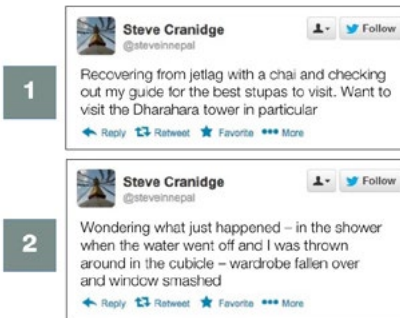 Steve Cranidge
Follow
@steveinnepal
1
Recovering from jetlag with a chai and checking
out my guide for the best stupas to visit. Want to
visit the Dharahara tower in particular
Reply Retweet Favorite More
Steve Cranidge
Follow
@steveinnepal
2
Wondering what just happened – in the shower
when the water went off and I was thrown
around in the cubicle – wardrobe fallen over
and window smashed
Reply Retweet Favorite More